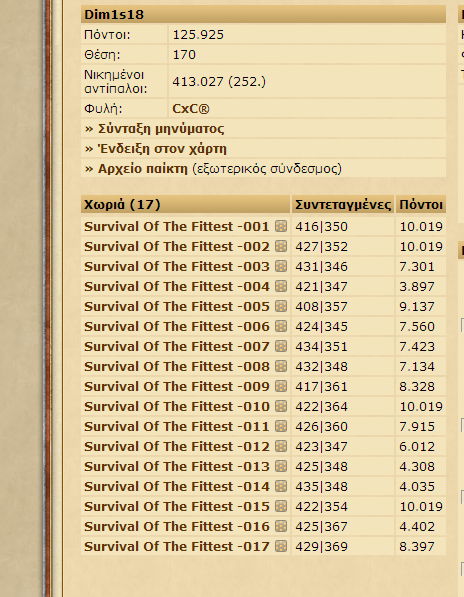 Dim1s18
Πόντοι: 125.925
Θέση: 170
Νικημένοι
αντίπαλοι: 413.027 (252.)
Φυλή: CxC®
» Σύνταξη μηνύματος
» Ένδειξη στον χάρτη
» Αρχείο παίκτη (εξωτερικός σύνδεσμος)
Χωριά (17) Συντεταγμένες Πόντοι
Survival Of The Fittest -001 416|350 10.019
Survival Of The Fittest -002 427|352 10.019
Survival Of The Fittest -003 431|346 7.301
Survival Of The Fittest -004 421|347 3.897
Survival Of The Fittest -005 408|357 9.137
Survival Of The Fittest -006 424|345 7.560
Survival Of The Fittest -007 434|351 7.423
Survival Of The Fittest -008 432|348 7.134
Survival Of The Fittest -009 417|361 8.328
Survival Of The Fittest -010 422|364 10.019
Survival Of The Fittest -011 426|360 7.915
Survival Of The Fittest -012 423|347 6.012
Survival Of The Fittest -013 425|348 4.308
Survival Of The Fittest -014 435|348 4.035
Survival Of The Fittest -015 422|354 10.019
Survival Of The Fittest -016 425|367 4.402
Survival Of The Fittest -017 429|369 8.397